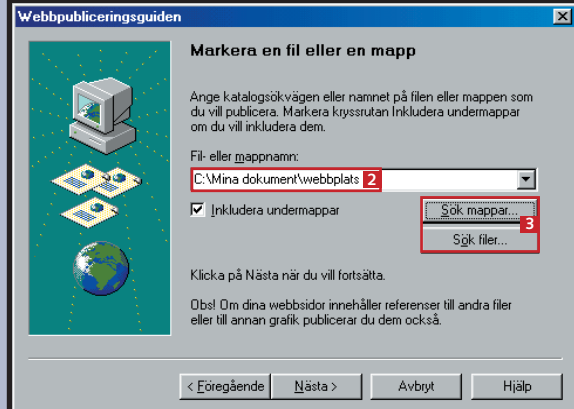 Webbpubliceringsguiden
Markera en fil eller en mapp
Ange katalogsökvägen eller namnet på filen eller mappen som
du vill publicera. Markera kryssrutan Inkludera undermappar
om du vill inkludera dem.
Fil- eller mappnamn:
C:\Mina dokument\webbplats 2
Inkludera undermappar
Sök mappar...
3
Sök filer...
Klicka på Nästa när du vill fortsätta.
Obs! Om dina webbsidor innehåller referenser till andra filer
eller till annan grafik publicerar du dem också.
< Föregående Nästa > Avbryt Hjälp